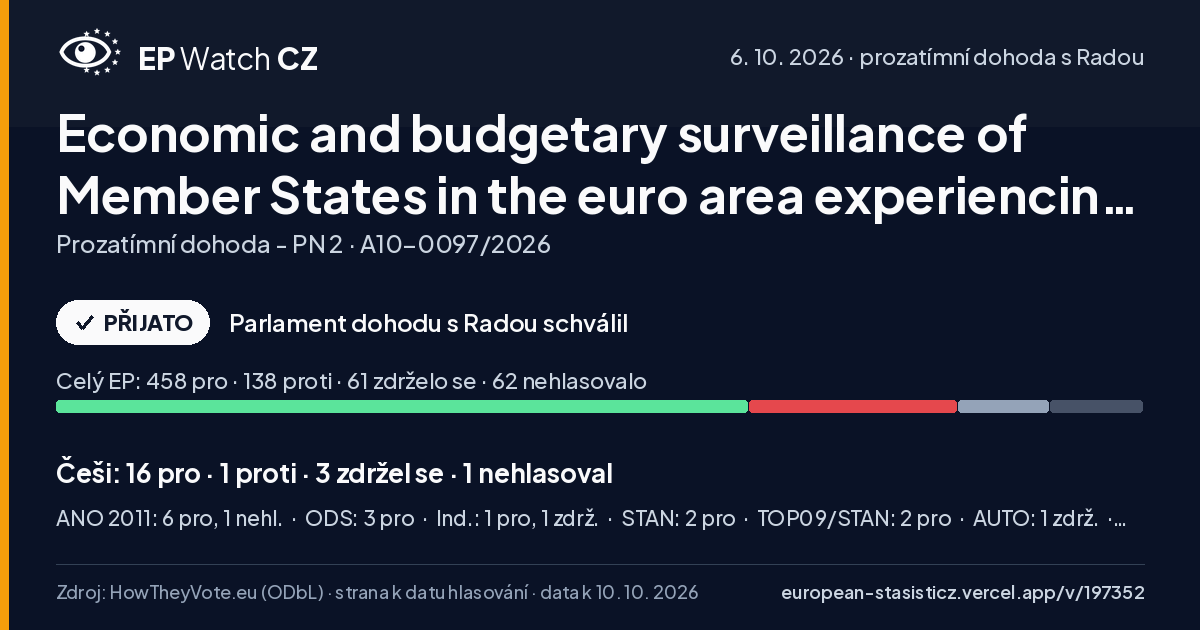 EP Watch CZ
6. 10. 2026 · prozatímní dohoda s Radou
Economic and budgetary surveillance of
Member States in the euro area experiencin…
Prozatímní dohoda - PN 2 · A10-0097/2026
✓ PŘIJATO
Parlament dohodu s Radou schválil
Celý EP: 458 pro · 138 proti · 61 zdrželo se · 62 nehlasovalo
Češi: 16 pro · 1 proti · 3 zdržel se · 1 nehlasoval
ANO 2011: 6 pro, 1 nehl. · ODS: 3 pro · Ind.: 1 pro, 1 zdrž. · STAN: 2 pro · TOP09/STAN: 2 pro · AUTO: 1 zdrž. ·…
Zdroj: HowTheyVote.eu (ODbL) · strana k datu hlasování · data k 10. 10. 2026
european-stasisticz.vercel.app/v/197352